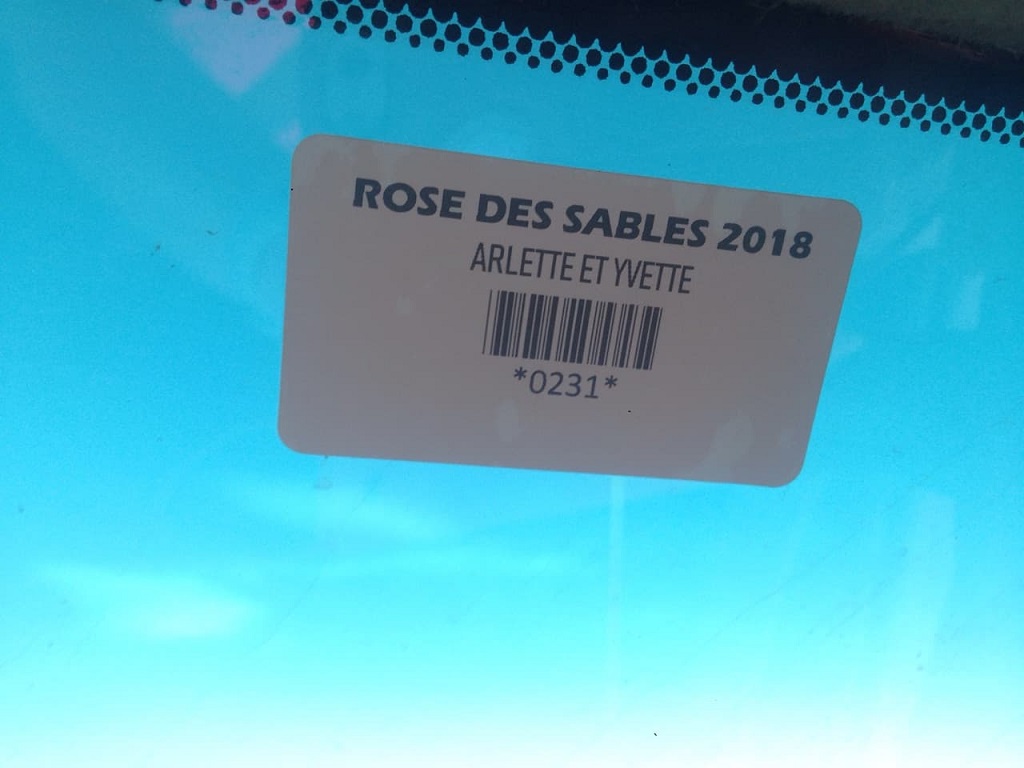 ROSE DES SABLES 2018
ARLETTE ET YVETTE
*0231*